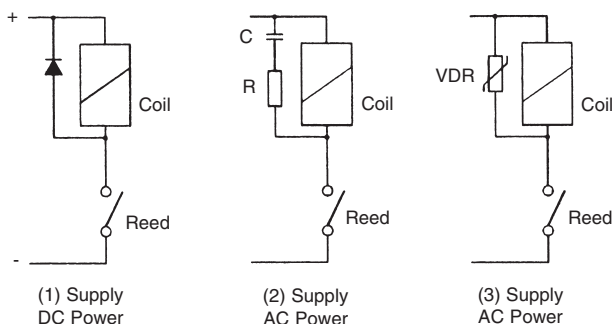 +
Coil
Reed
-
(1) Supply
DC Power
C
R
Coil
Reed
(2) Supply
AC Power
VDR
Coil
Reed
(3) Supply
AC Power